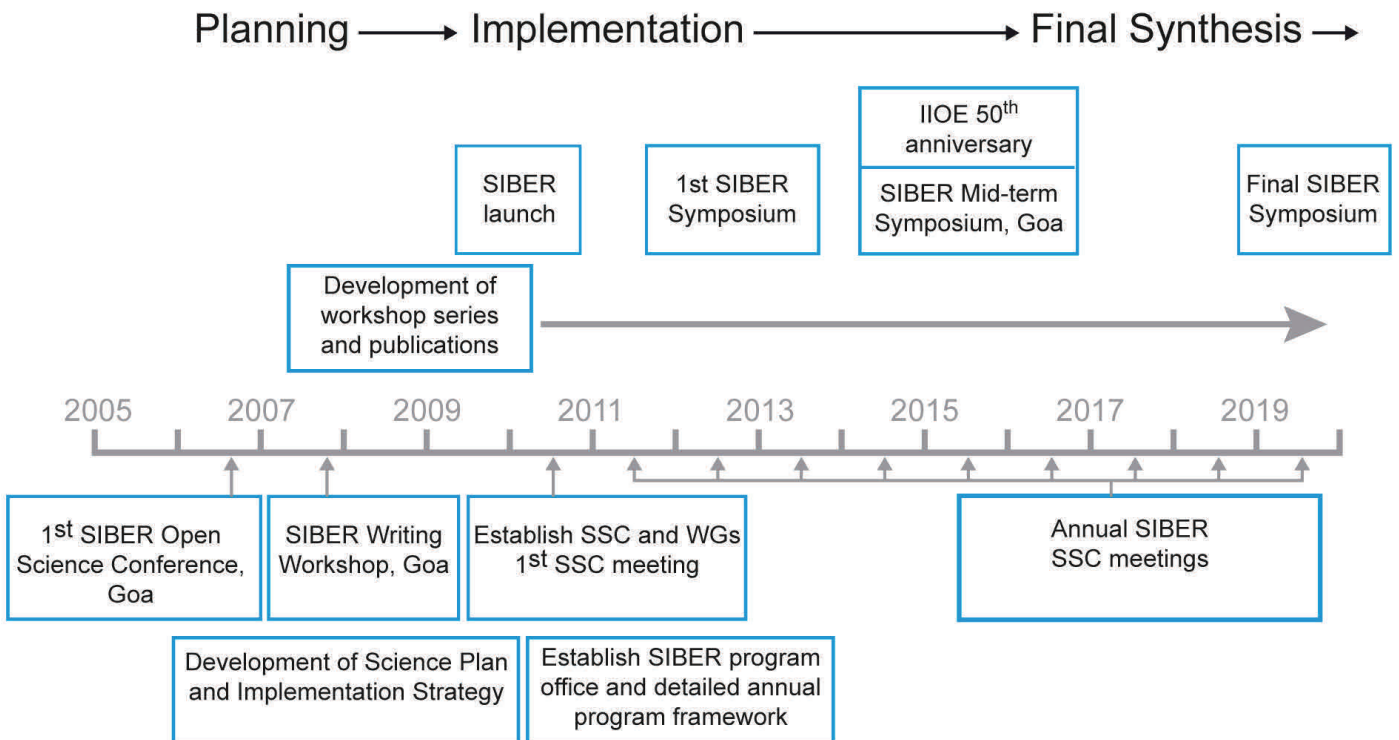 Planning Implementation Final Synthesis
IIOE 50th
anniversary
SIBER
launch
1st SIBER
Symposium
SIBER Mid-term
Symposium, Goa
Final SIBER
Symposium
Development of
workshop series
and publications
2005 2007 2009 2011 2013 2015 2017 2019
1st SIBER Open
Science Conference,
Goa
SIBER Writing
Workshop, Goa
Establish SSC and WGs
1st SSC meeting
Annual SIBER
SSC meetings
Development of Science Plan
and Implementation Strategy
Establish SIBER program
office and detailed annual
program framework